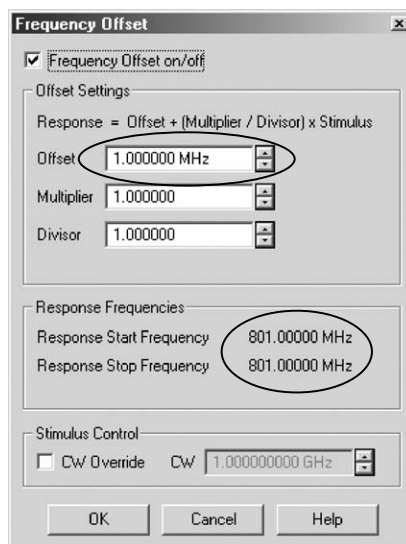 Frequency Offset
Frequency Offset on/off
Offset Settings
Response = Offset + (Multiplier / Divisor) x Stimulus
Offset 1.000000 MHz
Multiplier 1.000000
Divisor 1.000000
Response Frequencies
Response Start Frequency 801.00000 MHz
Response Stop Frequency 801.00000 MHz
Stimulus Control
CW Override CW 1.000000000 GHz
OK Cancel Help